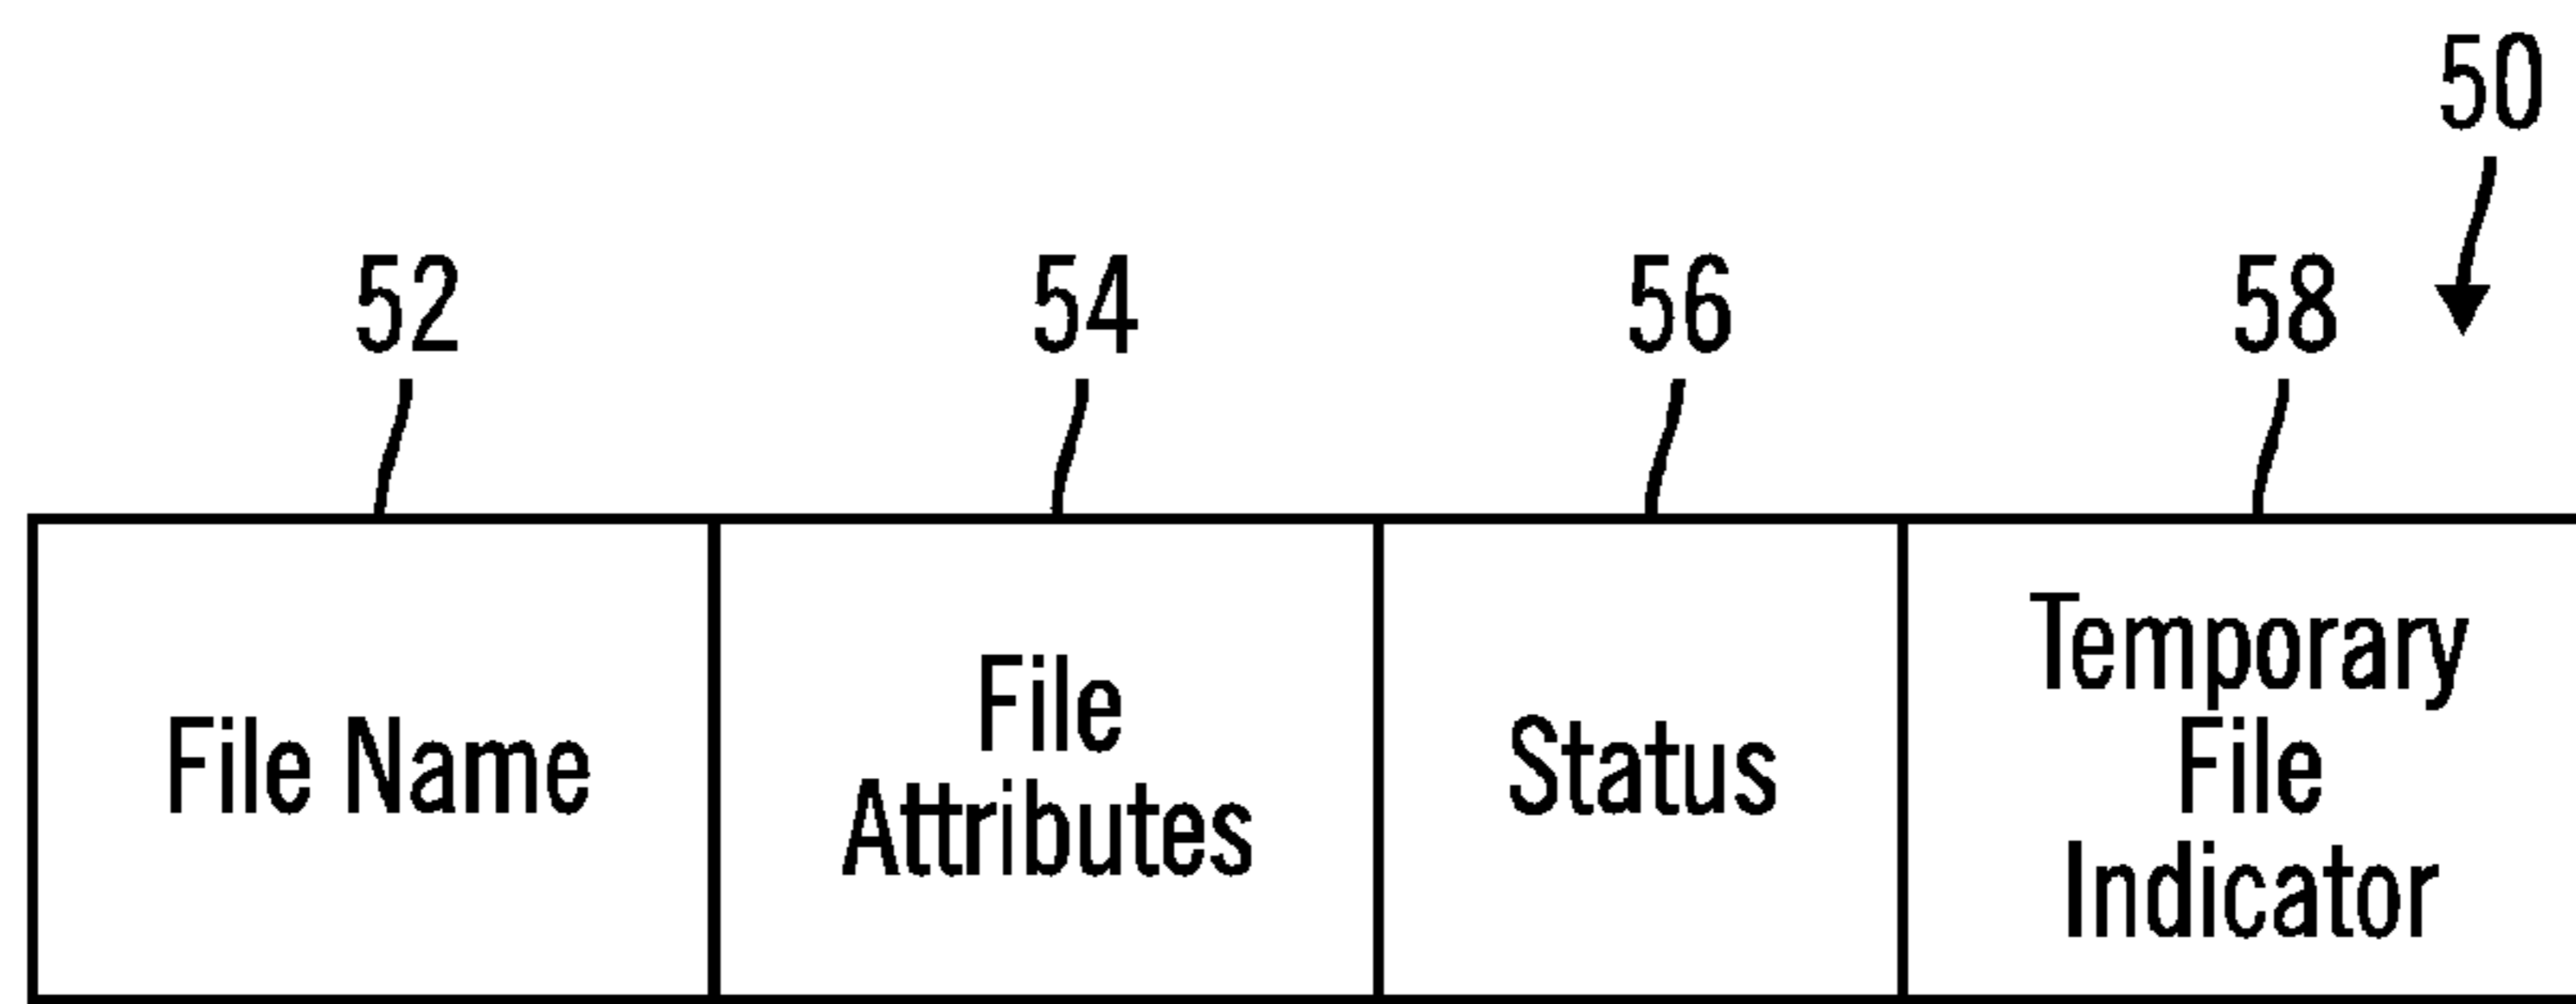 50
52 54 56 58
File Name
File
Attributes
Status
Temporary
File
Indicator